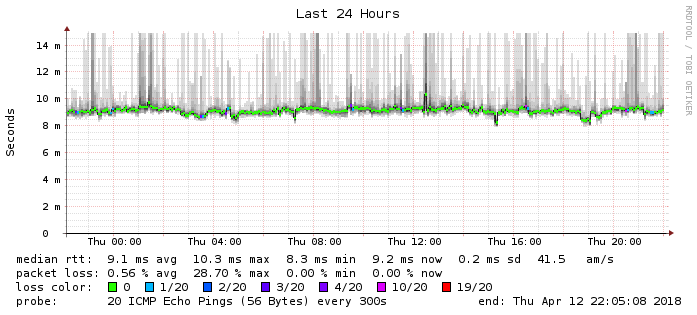 Last 24 Hours
RRDTOOL / TOBI OETIKER
Seconds
14 m
12 m
10 m
8 m
6 m
4 m
2 m
0
Thu 00:00 Thu 04:00 Thu 08:00 Thu 12:00 Thu 16:00 Thu 20:00
median rtt: 9.1 ms avg 10.3 ms max 8.3 ms min 9.2 ms now 0.2 ms sd 41.5 am/s
packet loss: 0.56 % avg 28.70 % max 0.00 % min 0.00 % now
loss color: 0 1/20 2/20 3/20 4/20 10/20 19/20
probe: 20 ICMP Echo Pings (56 Bytes) every 300s end: Thu Apr 12 22:05:08 2018